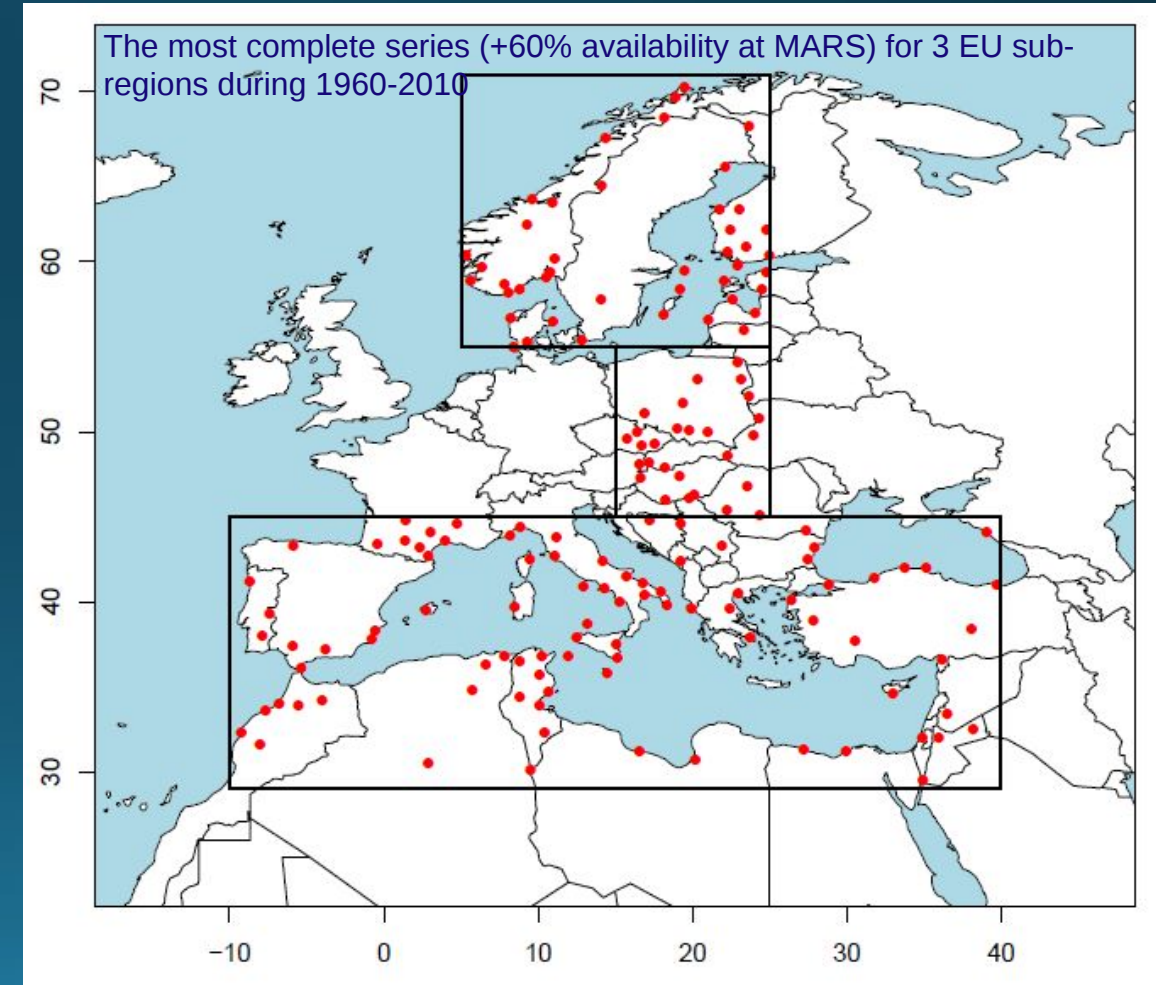 The most complete series (+60% availability at MARS) for 3 EU sub-
regions during 1960-2010
70
60
50
40
30
−10 0 10 20 30 40